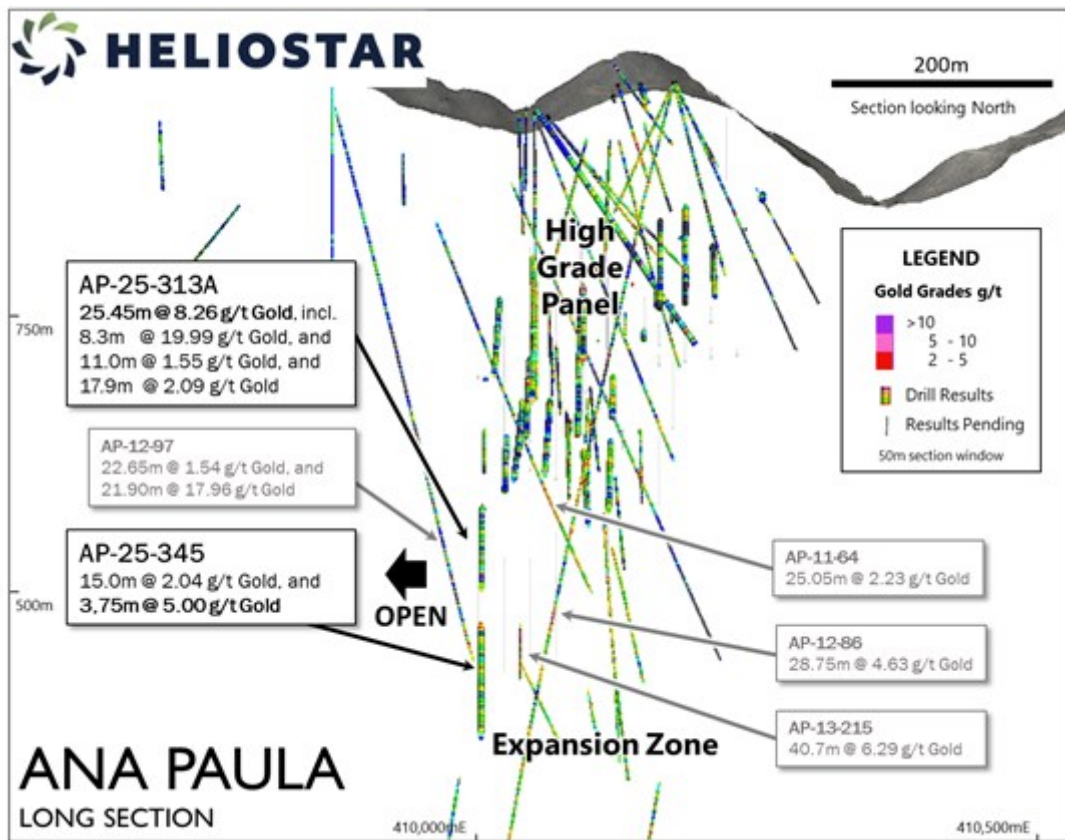 HELIOSTAR
200m
Section looking North
High
Grade
Panel
LEGEND
Gold Grades g/t
>10
5 - 10
2 - 5
Drill Results
Results Pending
50m section window
AP-25-313A
25.45m @ 8.26 g/t Gold, incl.
8.3m @ 19.99 g/t Gold, and
11.0m @ 1.55 g/t Gold, and
17.9m @ 2.09 g/t Gold
750m
AP-12-97
22.65m @ 1.54 g/t Gold, and
21.90m @ 17.96 g/t Gold
AP-25-345
15.0m @ 2.04 g/t Gold, and
3,75m @ 5.00 g/t Gold
500m
OPEN
AP-11-64
25.05m @ 2.23 g/t Gold
AP-12-86
28.75m @ 4.63 g/t Gold
AP-13-215
40.7m @ 6.29 g/t Gold
Expansion Zone
ANA PAULA
LONG SECTION
410,000mE
410,500mE